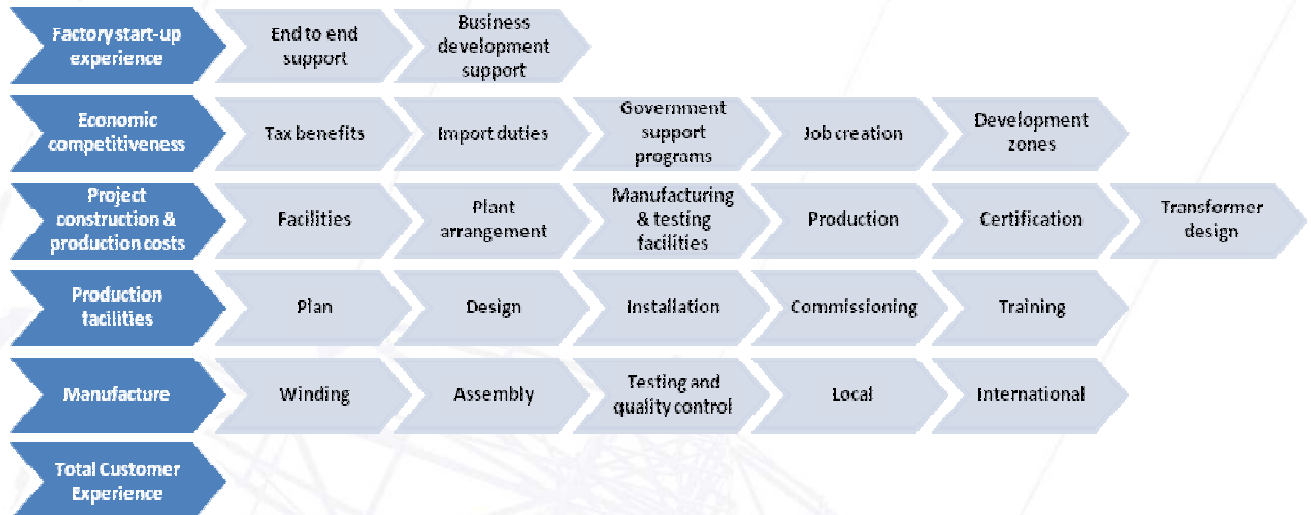 Factory start-up
experience
End to end
support
Business
development
support
Economic
competitiveness
Tax benefits
Import duties
Government
support
programs
Job creation
Development
zones
Project
construction &
production costs
Facilities
Plant
arrangement
Manufacturing
& testing
facilities
Production
Certification
Transformer
design
Production
facilities
Plan
Design
Installation
Commissioning
Training
Manufacture
Winding
Assembly
Testing and
quality control
Local
International
Total Customer
Experience